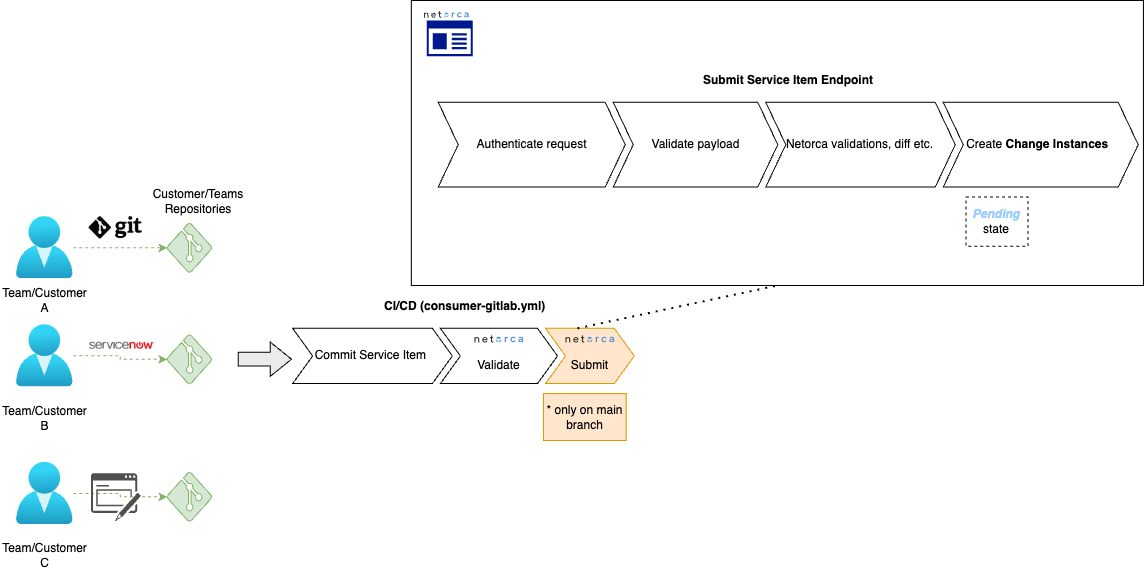 netorca
Submit Service Item Endpoint
Authenticate request
Validate payload
Netorca validations, diff etc.
Create Change Instances
Pending
state
Customer/Teams
Repositories
git
Team/Customer
A
CI/CD (consumer-gitlab.yml)
servicenow
Commit Service Item
netorca
Validate
netorca
Submit
* only on main
branch
Team/Customer
B
Team/Customer
C